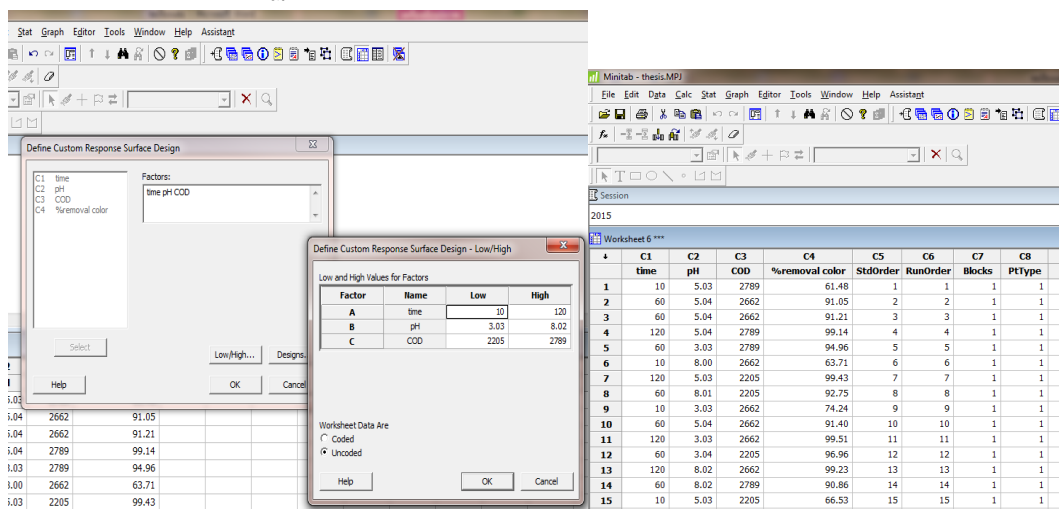 Stat Graph Editor Tools Window Help Assistant
Define Custom Response Surface Design
C1 time
C2 pH
C3 COD
C4 %removal color
Factors:
time pH COD
Select
Low/High...
Designs.
Help
OK
Cancel
5.04 2662 91.05
5.04 2662 91.21
5.04 2789 99.14
3.03 2789 94.96
8.00 2662 63.71
5.03 2205 99.43
Define Custom Response Surface Design - Low/High
Low and High Values for Factors
Factor Name Low High
A time 10 120
B pH 3.03 8.02
C COD 2205 2789
Worksheet Data Are
Coded
Uncoded
Help
OK
Cancel
Minitab - thesis.MPJ
File Edit Data Calc Stat Graph Editor Tools Window Help Assistant
Session
2015
Worksheet 6 ***
C1 C2 C3 C4 C5 C6 C7 C8
time pH COD %removal color StdOrder RunOrder Blocks PtType
1 10 5.03 2789 61.48 1 1 1 1
2 60 5.04 2662 91.05 2 2 1 1
3 60 5.04 2662 91.21 3 3 1 1
4 120 5.04 2789 99.14 4 4 1 1
5 60 3.03 2789 94.96 5 5 1 1
6 10 8.00 2662 63.71 6 6 1 1
7 120 5.03 2205 99.43 7 7 1 1
8 60 8.01 2205 92.75 8 8 1 1
9 10 3.03 2662 74.24 9 9 1 1
10 60 5.04 2662 91.40 10 10 1 1
11 120 3.03 2662 99.51 11 11 1 1
12 60 3.04 2205 96.96 12 12 1 1
13 120 8.02 2662 99.23 13 13 1 1
14 60 8.02 2789 90.86 14 14 1 1
15 10 5.03 2205 66.53 15 15 1 1